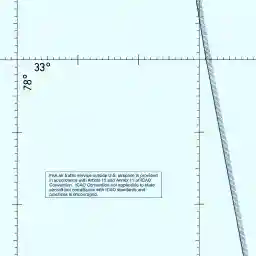 33°
78°
FAA air traffic service outside U.S. airspace is provided
in accordance with Article 12 and Annex 11 of ICAO
Convention. ICAO Convention not applicable to state
aircraft but compliance with ICAO standards and
practices is encouraged.